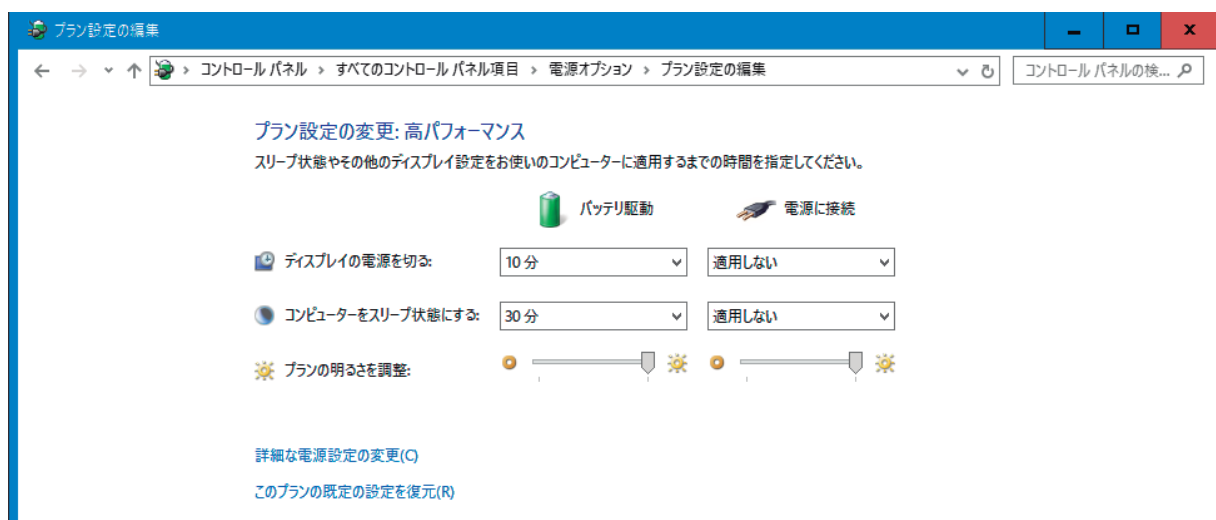 プラン設定の編集
コントロール パネル › すべてのコントロール パネル項目 › 電源オプション › プラン設定の編集
コントロール パネルの検...
プラン設定の変更: 高パフォーマンス
スリープ状態やその他のディスプレイ設定をお使いのコンピューターに適用するまでの時間を指定してください。
バッテリ駆動 電源に接続
ディスプレイの電源を切る: 10 分 適用しない
コンピューターをスリープ状態にする: 30 分 適用しない
プランの明るさを調整:
詳細な電源設定の変更(C)
このプランの既定の設定を復元(R)